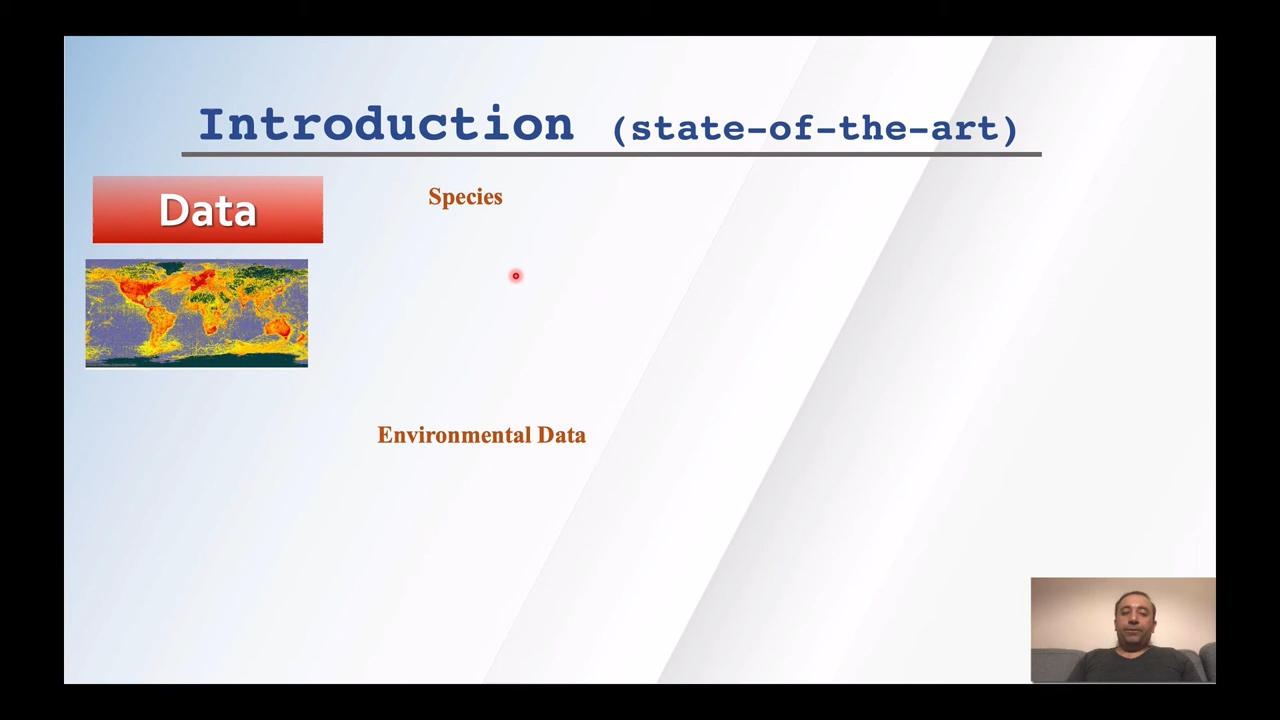 Introduction (state-of-the-art)
Data
Species
Environmental Data